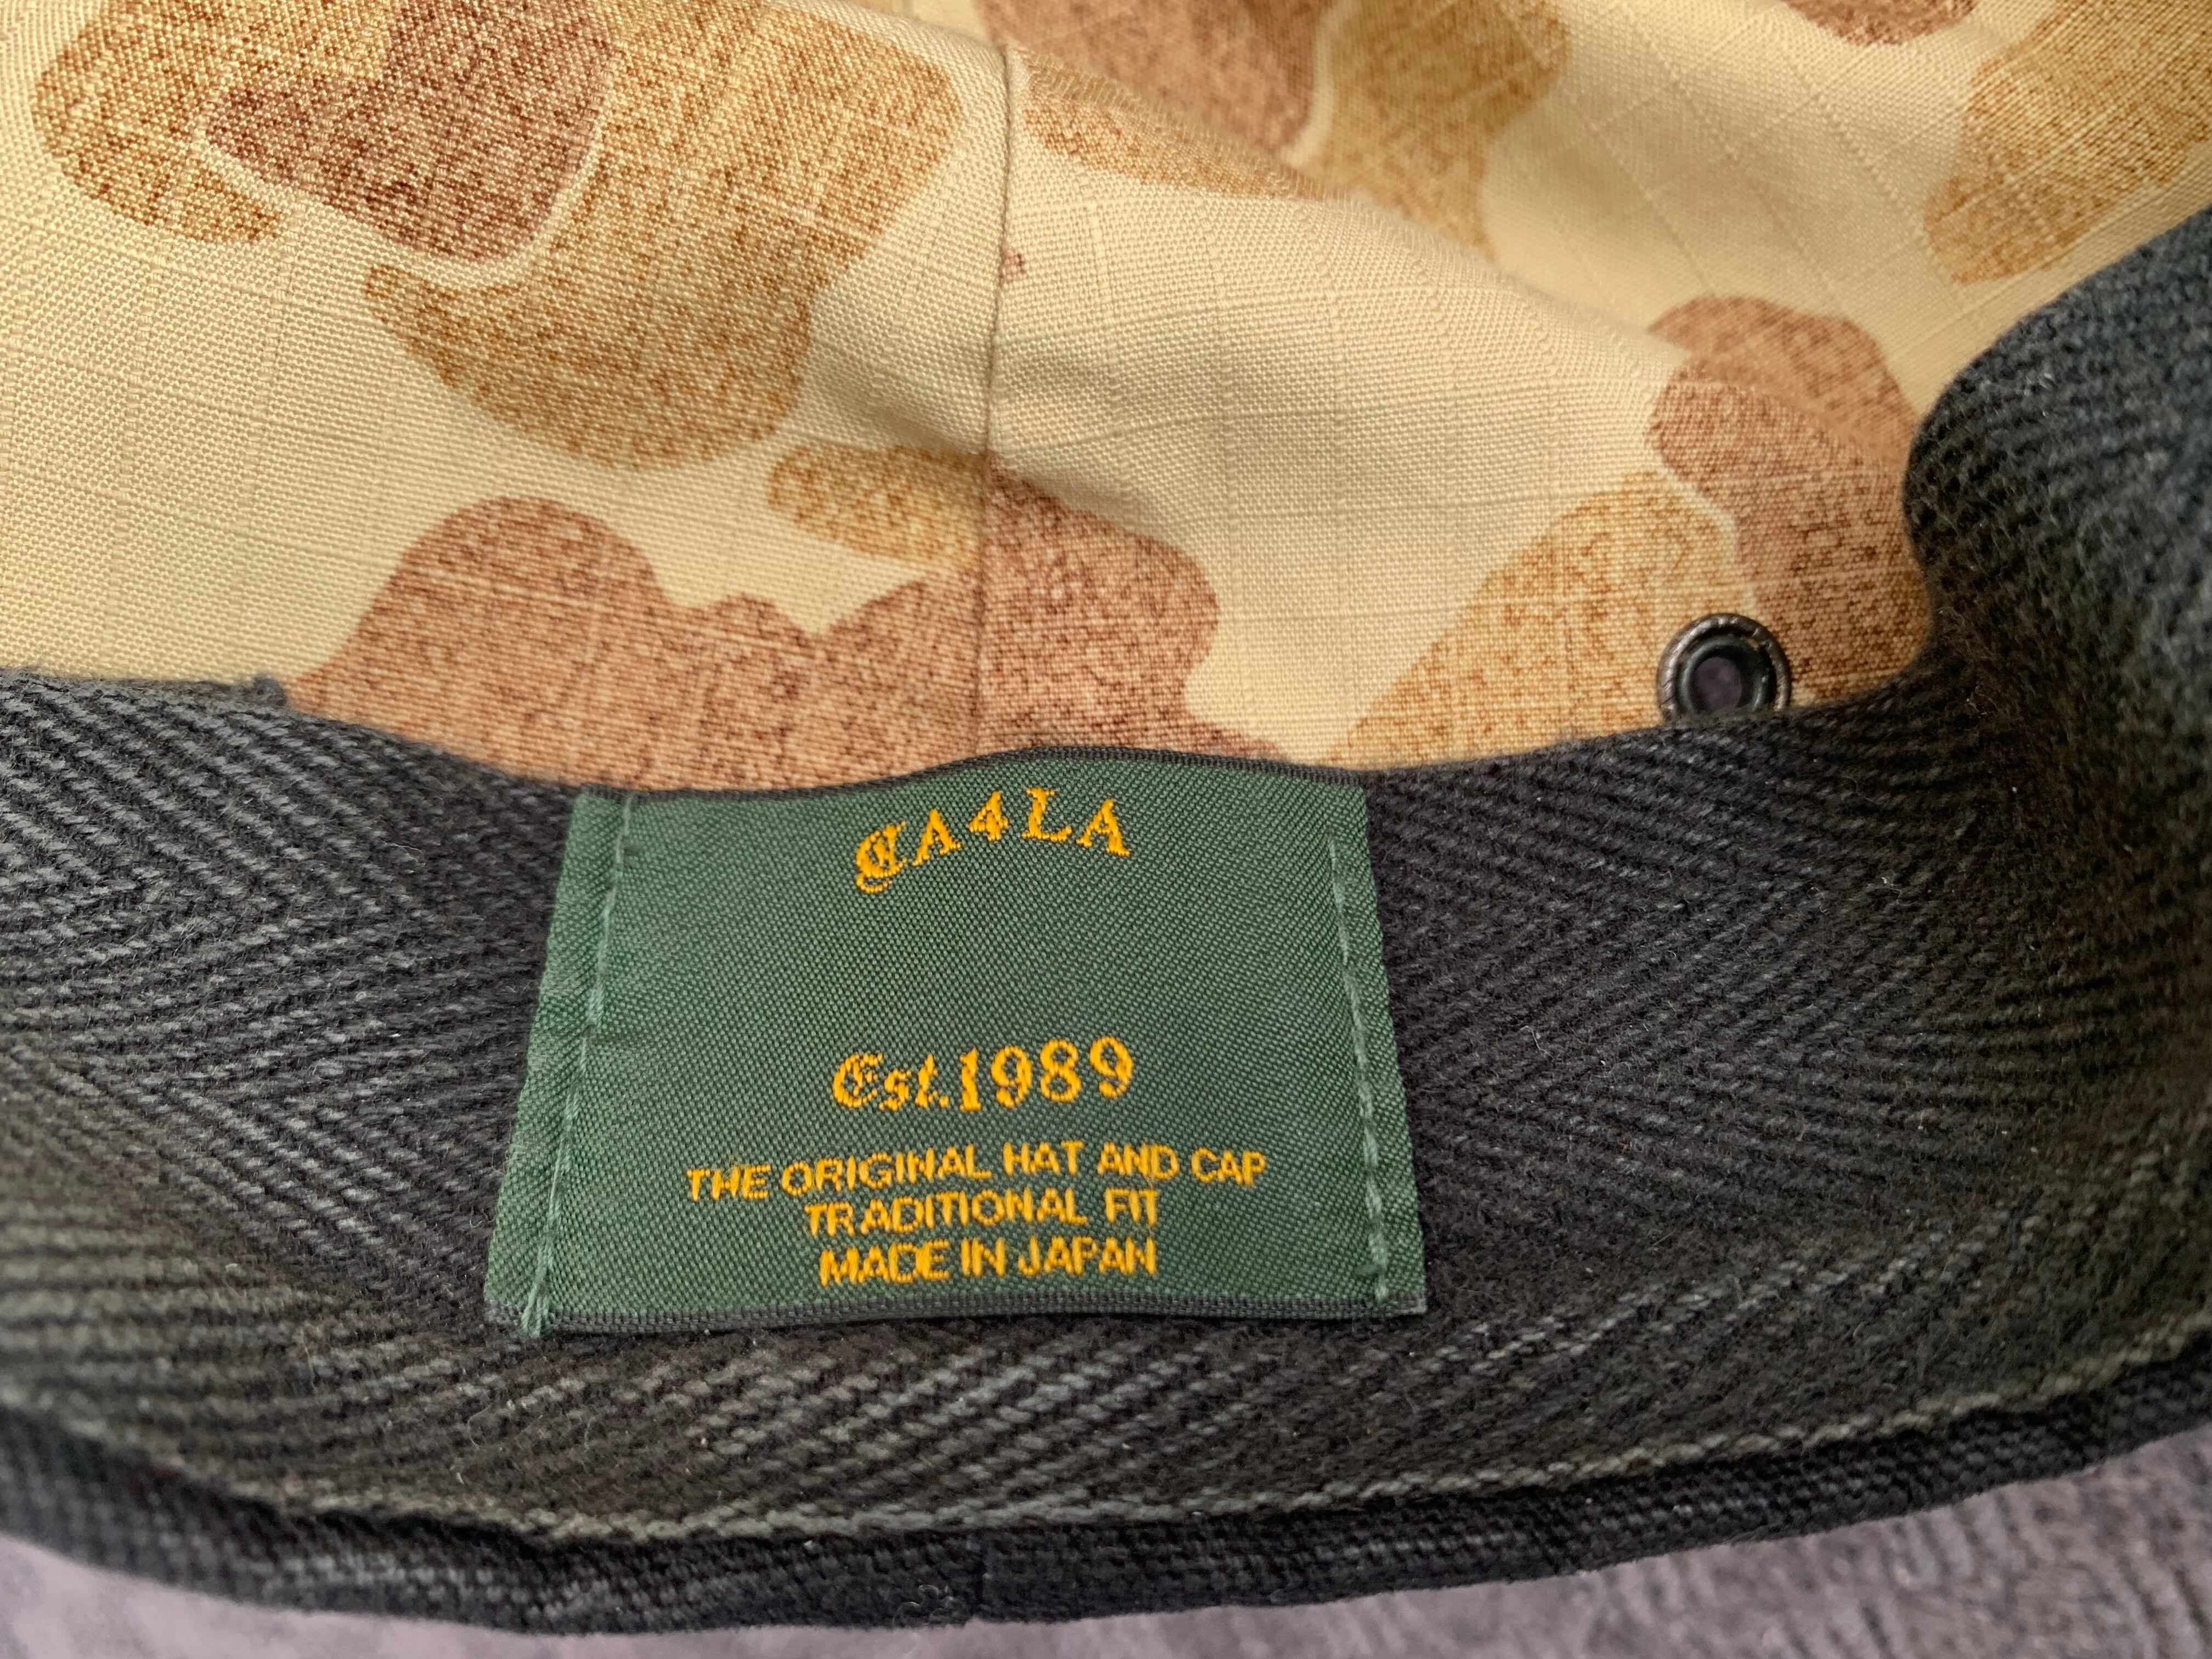 CA4LA
Est.1989
THE ORIGINAL HAT AND CAP
TRADITIONAL FIT
MADE IN JAPAN